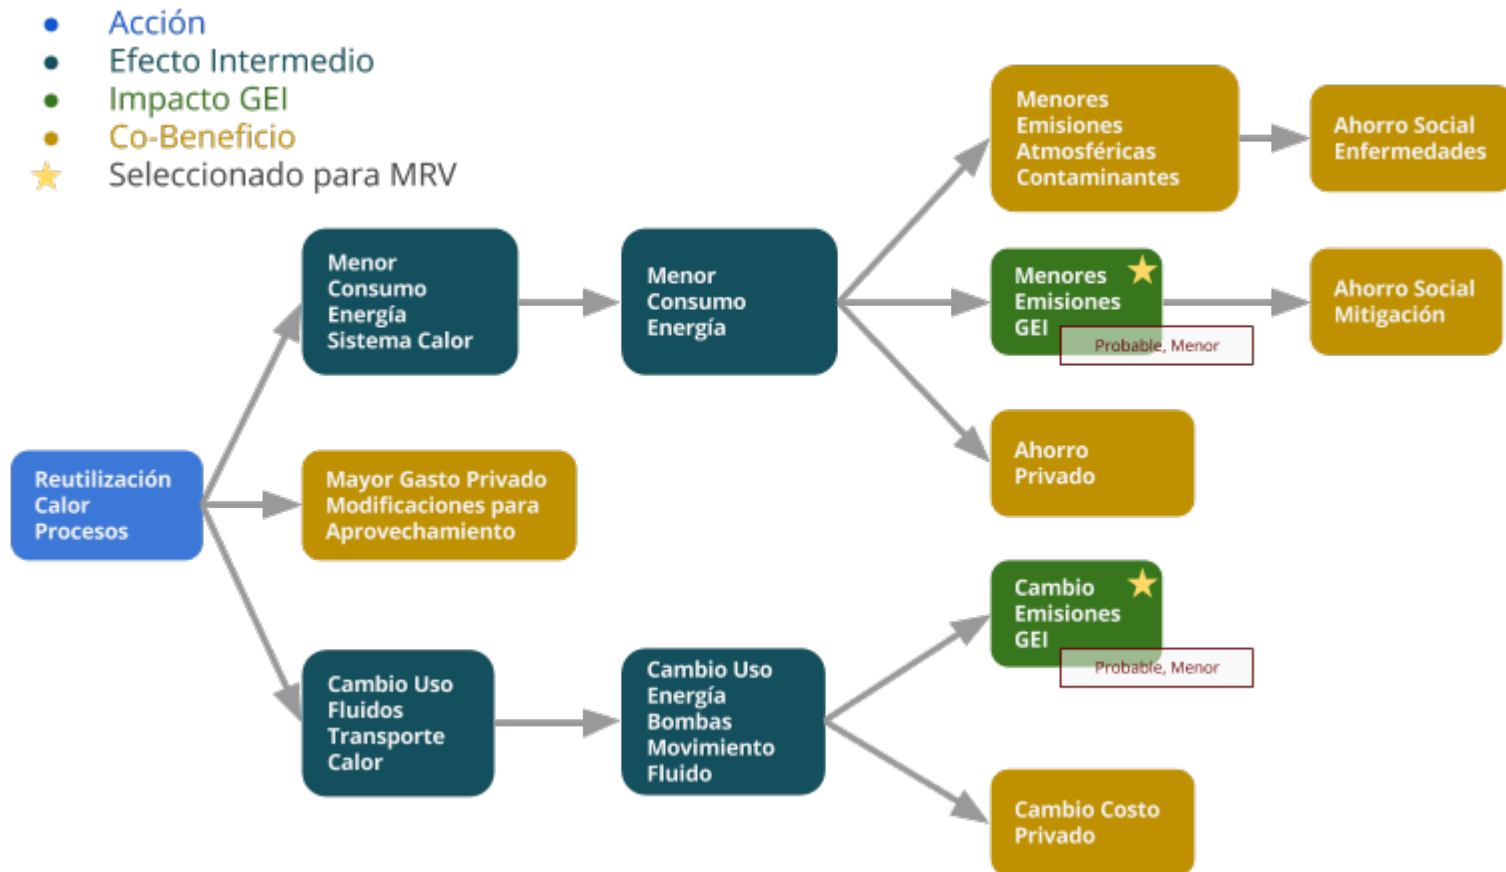 Acción
Efecto Intermedio
Impacto GEI
Co-Beneficio
Seleccionado para MRV
Reutilización
Calor
Procesos
Menor
Consumo
Energía
Sistema Calor
Mayor Gasto Privado
Modificaciones para
Aprovechamiento
Cambio Uso
Fluidos
Transporte
Calor
Menor
Consumo
Energía
Cambio Uso
Energía
Bombas
Movimiento
Fluido
Menores
Emisiones
Atmosféricas
Contaminantes
Menores
Emisiones
GEI
Probable, Menor
Ahorro
Privado
Cambio
Emisiones
GEI
Probable, Menor
Cambio Costo
Privado
Ahorro Social
Enfermedades
Ahorro Social
Mitigación